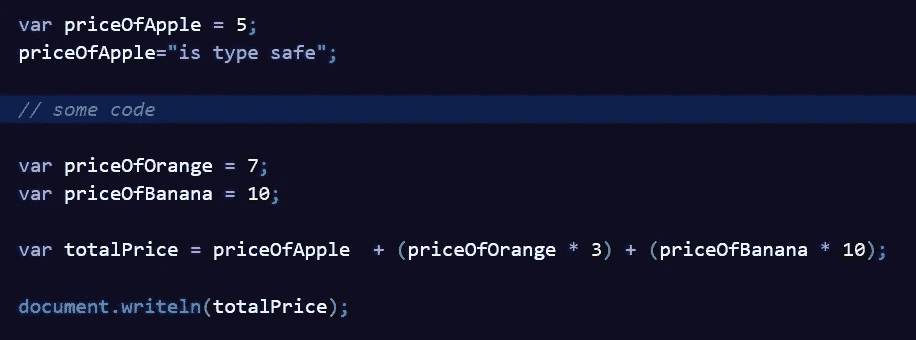 var priceOfApple = 5;
priceOfApple="is type safe";
// some code
var priceOfOrange = 7;
var priceOfBanana = 10;
var totalPrice = priceOfApple  + (priceOfOrange * 3) + (priceOfBanana * 10);
document.writeln(totalPrice);